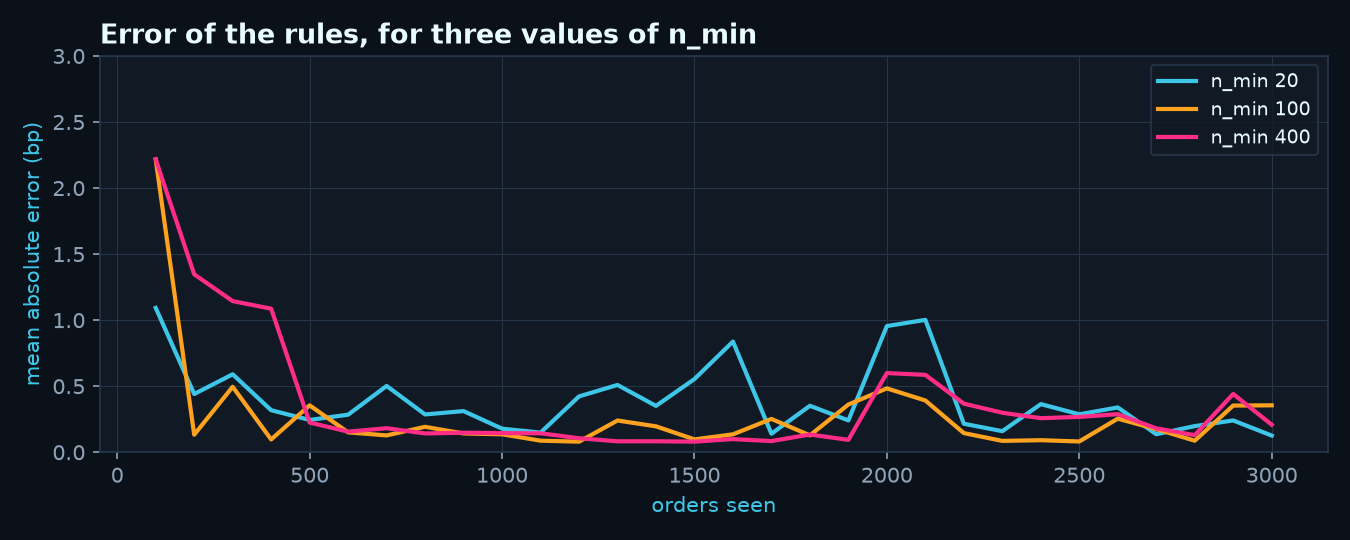 Error of the rules, for three values of n_min
3.0
2.5
2.0
1.5
1.0
0.5
0.0
mean absolute error (bp)
n_min 20
n_min 100
n_min 400
0
500
1000
1500
2000
2500
3000
orders seen